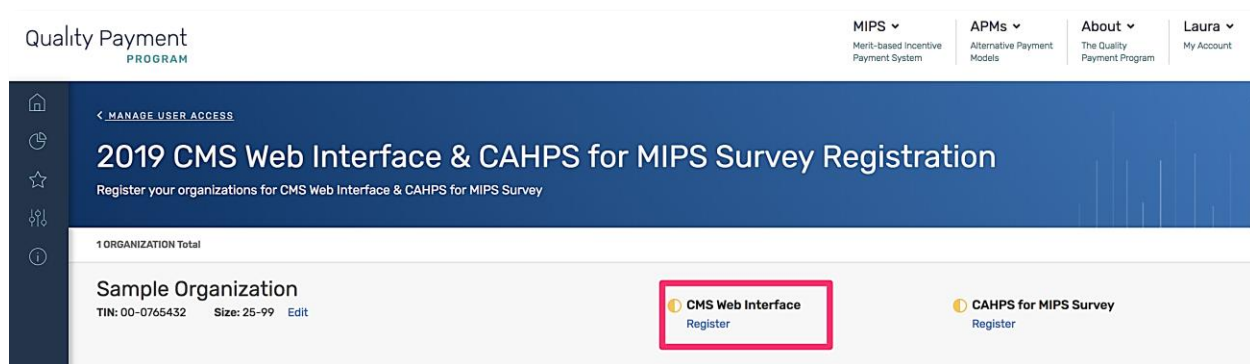 Quality Payment
PROGRAM
MIPS
Merit-based Incentive
Payment System
APMs
Alternative Payment
Models
About
The Quality
Payment Program
Laura
My Account
MANAGE USER ACCESS
2019 CMS Web Interface & CAHPS for MIPS Survey Registration
Register your organizations for CMS Web Interface & CAHPS for MIPS Survey
1 ORGANIZATION Total
Sample Organization
TIN: 00-0765432 Size: 25-99 Edit
CMS Web Interface
Register
CAHPS for MIPS Survey
Register